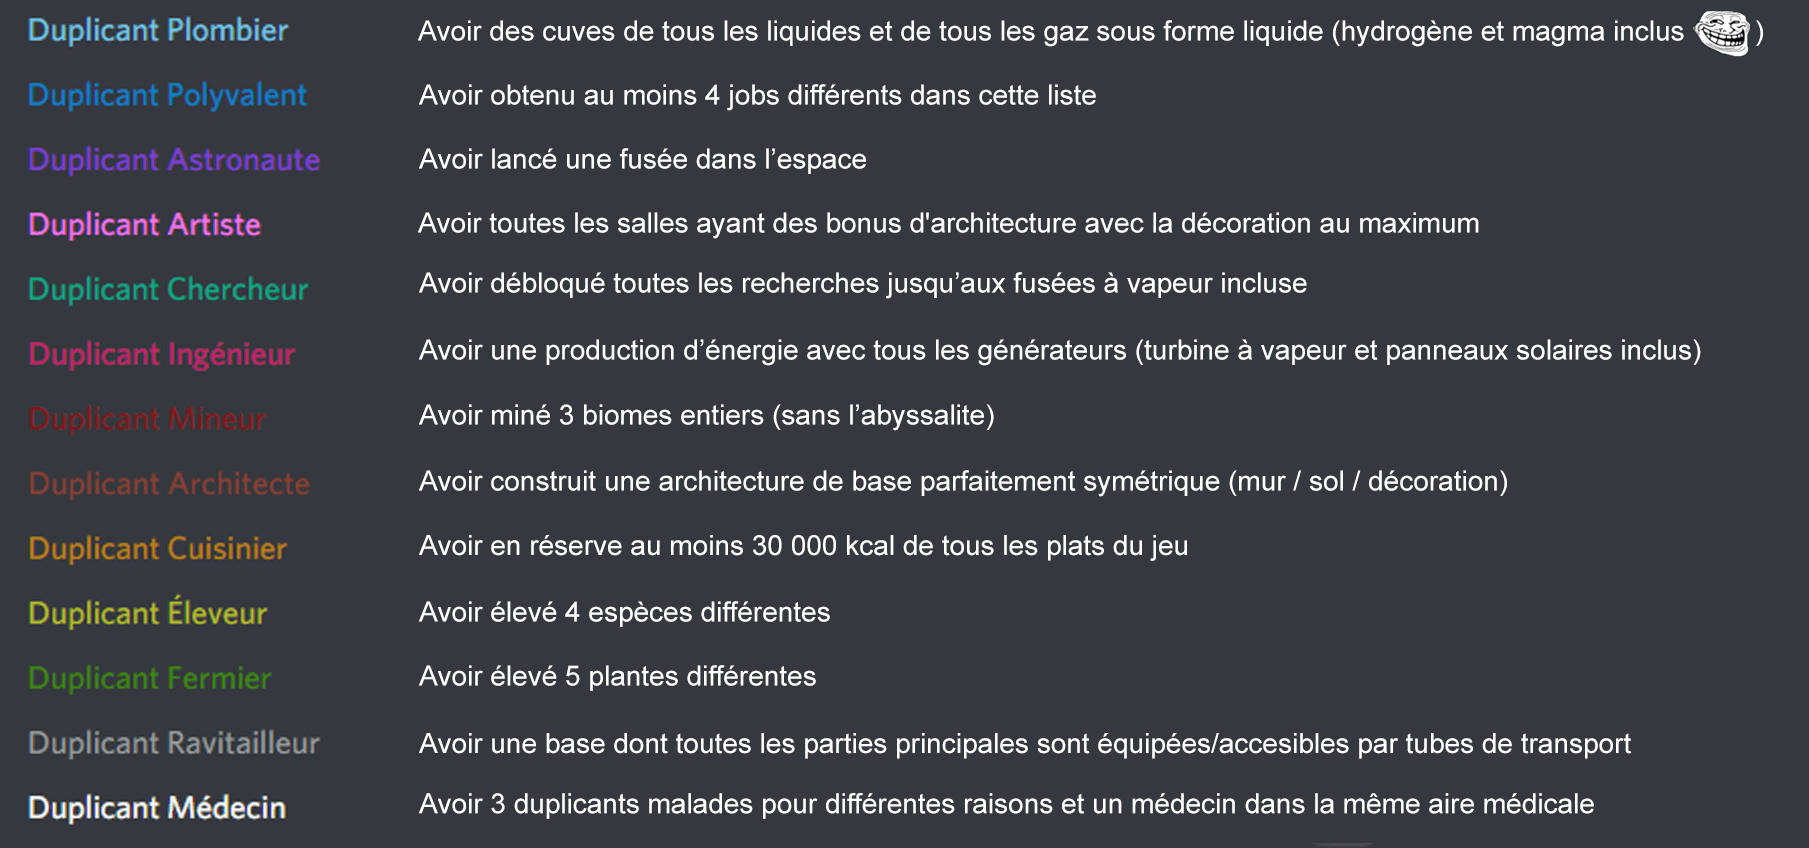 Duplicant Plombier Avoir des cuves de tous les liquides et de tous les gaz sous forme liquide (hydrogène et magma inclus )
Duplicant Polyvalent Avoir obtenu au moins 4 jobs différents dans cette liste
Duplicant Astronaute Avoir lancé une fusée dans l’espace
Duplicant Artiste Avoir toutes les salles ayant des bonus d'architecture avec la décoration au maximum
Duplicant Chercheur Avoir débloqué toutes les recherches jusqu’aux fusées à vapeur incluse
Duplicant Ingénieur Avoir une production d’énergie avec tous les générateurs (turbine à vapeur et panneaux solaires inclus)
Duplicant Mineur Avoir miné 3 biomes entiers (sans l’abyssalite)
Duplicant Architecte Avoir construit une architecture de base parfaitement symétrique (mur / sol / décoration)
Duplicant Cuisinier Avoir en réserve au moins 30 000 kcal de tous les plats du jeu
Duplicant Éleveur Avoir élevé 4 espèces différentes
Duplicant Fermier Avoir élevé 5 plantes différentes
Duplicant Ravitailleur Avoir une base dont toutes les parties principales sont équipées/accesibles par tubes de transport
Duplicant Médecin Avoir 3 duplicants malades pour différentes raisons et un médecin dans la même aire médicale